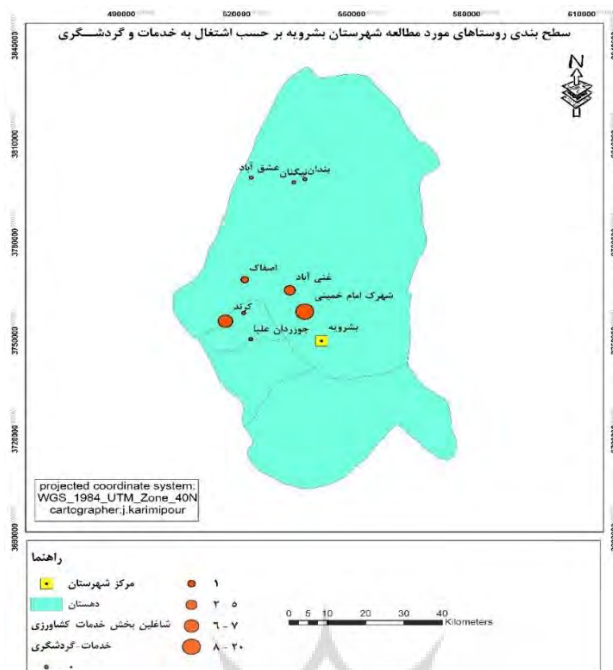 490000 520000 560000 580000 610000
سطح بندی روستاهای مورد مطالعه شهرستان بشرویه بر حسب اشتغال به خدمات و گردشگری
N
3840000
3810000
3780000
3750000
3720000
3690000
عشق آباد
نیگنان
بندان
اصفاک
غنی آباد
شهرک امام خمینی
کرند
بشرویه
جوزردان علیا
projected coordinate system:
WGS_1984_UTM_Zone_40N
cartographer:j.karimipour
راهنما
مرکز شهرستان
دهستان
شاغلین بخش خدمات کشاورزی
خدمات گردشگری
۰
۱
۲ - ۵
۶ - ۷
۸ - ۲۰
0 5 10 20 30 40
Kilometers